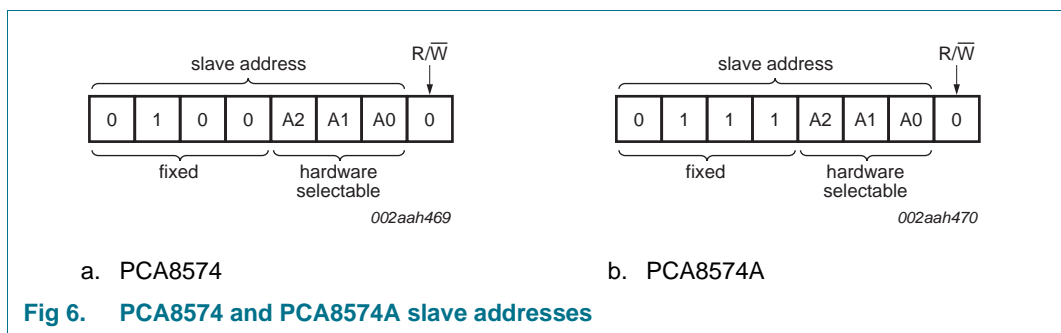 R/W R/W
slave address slave address
0 1 0 0 A2 A1 A0 0 0 1 1 1 A2 A1 A0 0
fixed hardware selectable fixed hardware selectable
002aah469 002aah470
a. PCA8574 b. PCA8574A
Fig 6. PCA8574 and PCA8574A slave addresses